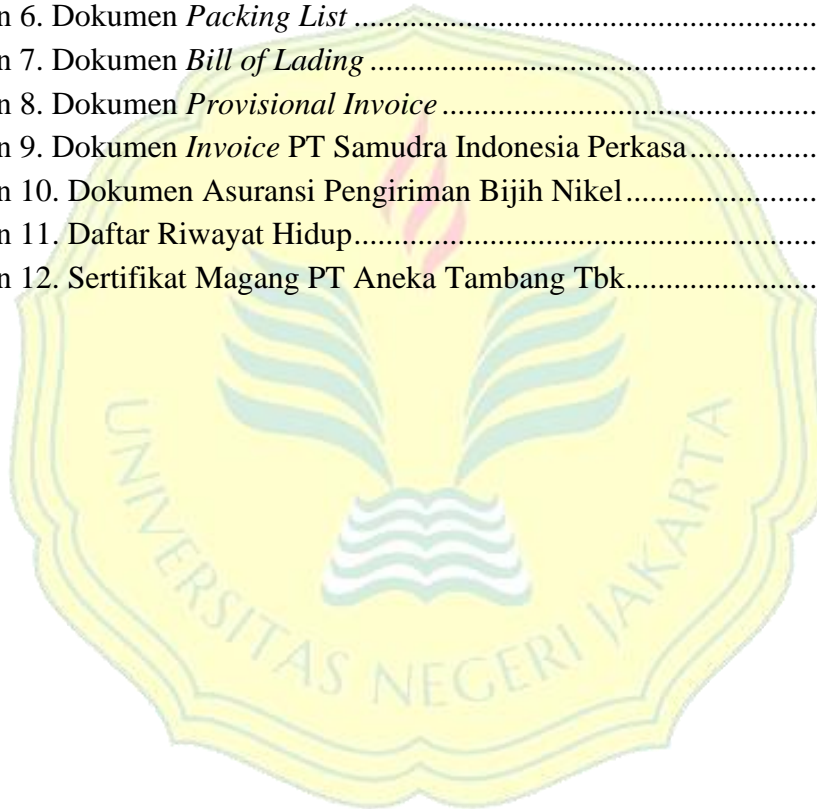 n 6. Dokumen Packing List ..........................................................
n 7. Dokumen Bill of Lading ........................................................
n 8. Dokumen Provisional Invoice ...............................................
n 9. Dokumen Invoice PT Samudra Indonesia Perkasa................
n 10. Dokumen Asuransi Pengiriman Bijih Nikel........................
n 11. Daftar Riwayat Hidup..........................................................
n 12. Sertifikat Magang PT Aneka Tambang Tbk........................
UNIVERSITAS NEGERI JAKARTA